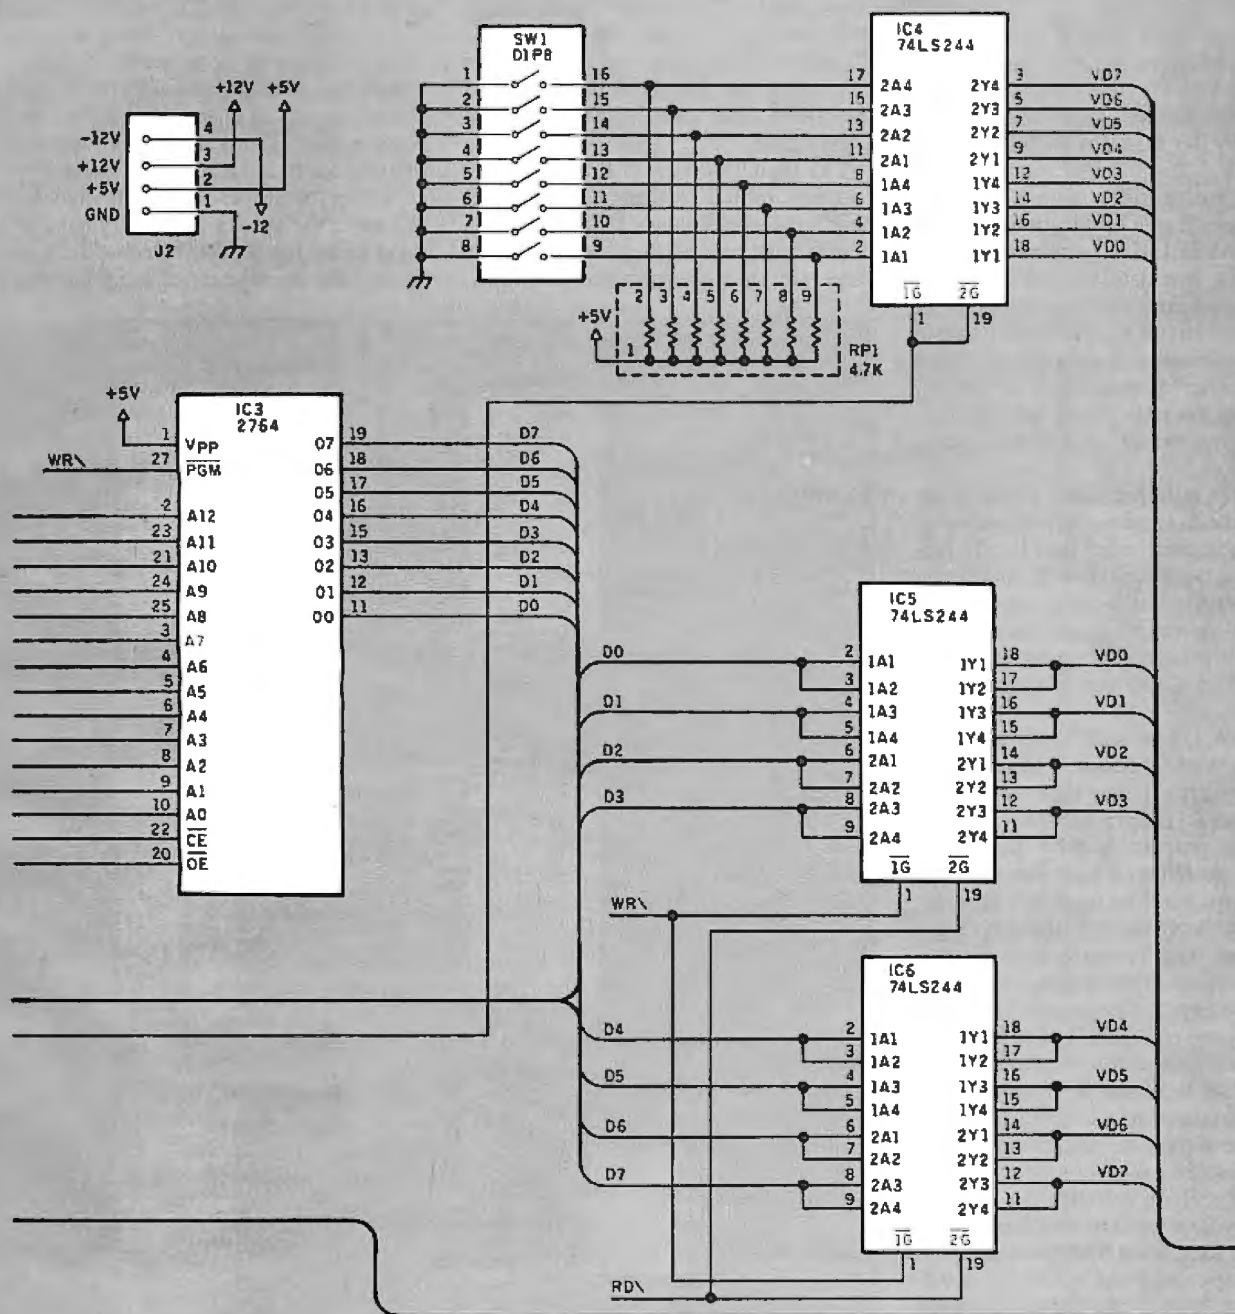 SW1
DIP8
1 16
2 15
3 14
4 13
5 12
6 11
7 10
8 9
IC4
74LS244
17 2A4 2Y4 3 VD7
15 2A3 2Y3 5 VD6
13 2A2 2Y2 7 VD5
11 2A1 2Y1 9 VD4
8 1A4 1Y4 12 VD3
6 1A3 1Y3 14 VD2
4 1A2 1Y2 16 VD1
2 1A1 1Y1 18 VD0
1G 2G
1 19
+12V +5V
-12V 4
+12V 3
+5V 2
GND 1
-12
J2
2 3 4 5 6 7 8 9
+5V
1
RP1
4.7K
+5V
IC3
2764
1 VPP 07 19 D7
WR\ 27 PGM 06 18 D6
05 17 D5
2 A12 04 16 D4
23 A11 03 15 D3
21 A10 02 13 D2
24 A9 01 12 D1
25 A8 00 11 D0
3 A7
4 A6
5 A5
6 A4
7 A3
8 A2
9 A1
10 A0
22 CE
20 OE
IC5
74LS244
D0 2 1A1 1Y1 18 VD0
3 1A2 1Y2 17
D1 4 1A3 1Y3 16 VD1
5 1A4 1Y4 15
D2 6 2A1 2Y1 14 VD2
7 2A2 2Y2 13
D3 8 2A3 2Y3 12 VD3
9 2A4 2Y4 11
1G 2G
WR\ 1 19
IC6
74LS244
D4 2 1A1 1Y1 18 VD4
3 1A2 1Y2 17
D5 4 1A3 1Y3 16 VD5
5 1A4 1Y4 15
D6 6 2A1 2Y1 14 VD6
7 2A2 2Y2 13
D7 8 2A3 2Y3 12 VD7
9 2A4 2Y4 11
1G 2G
1 19
RD\